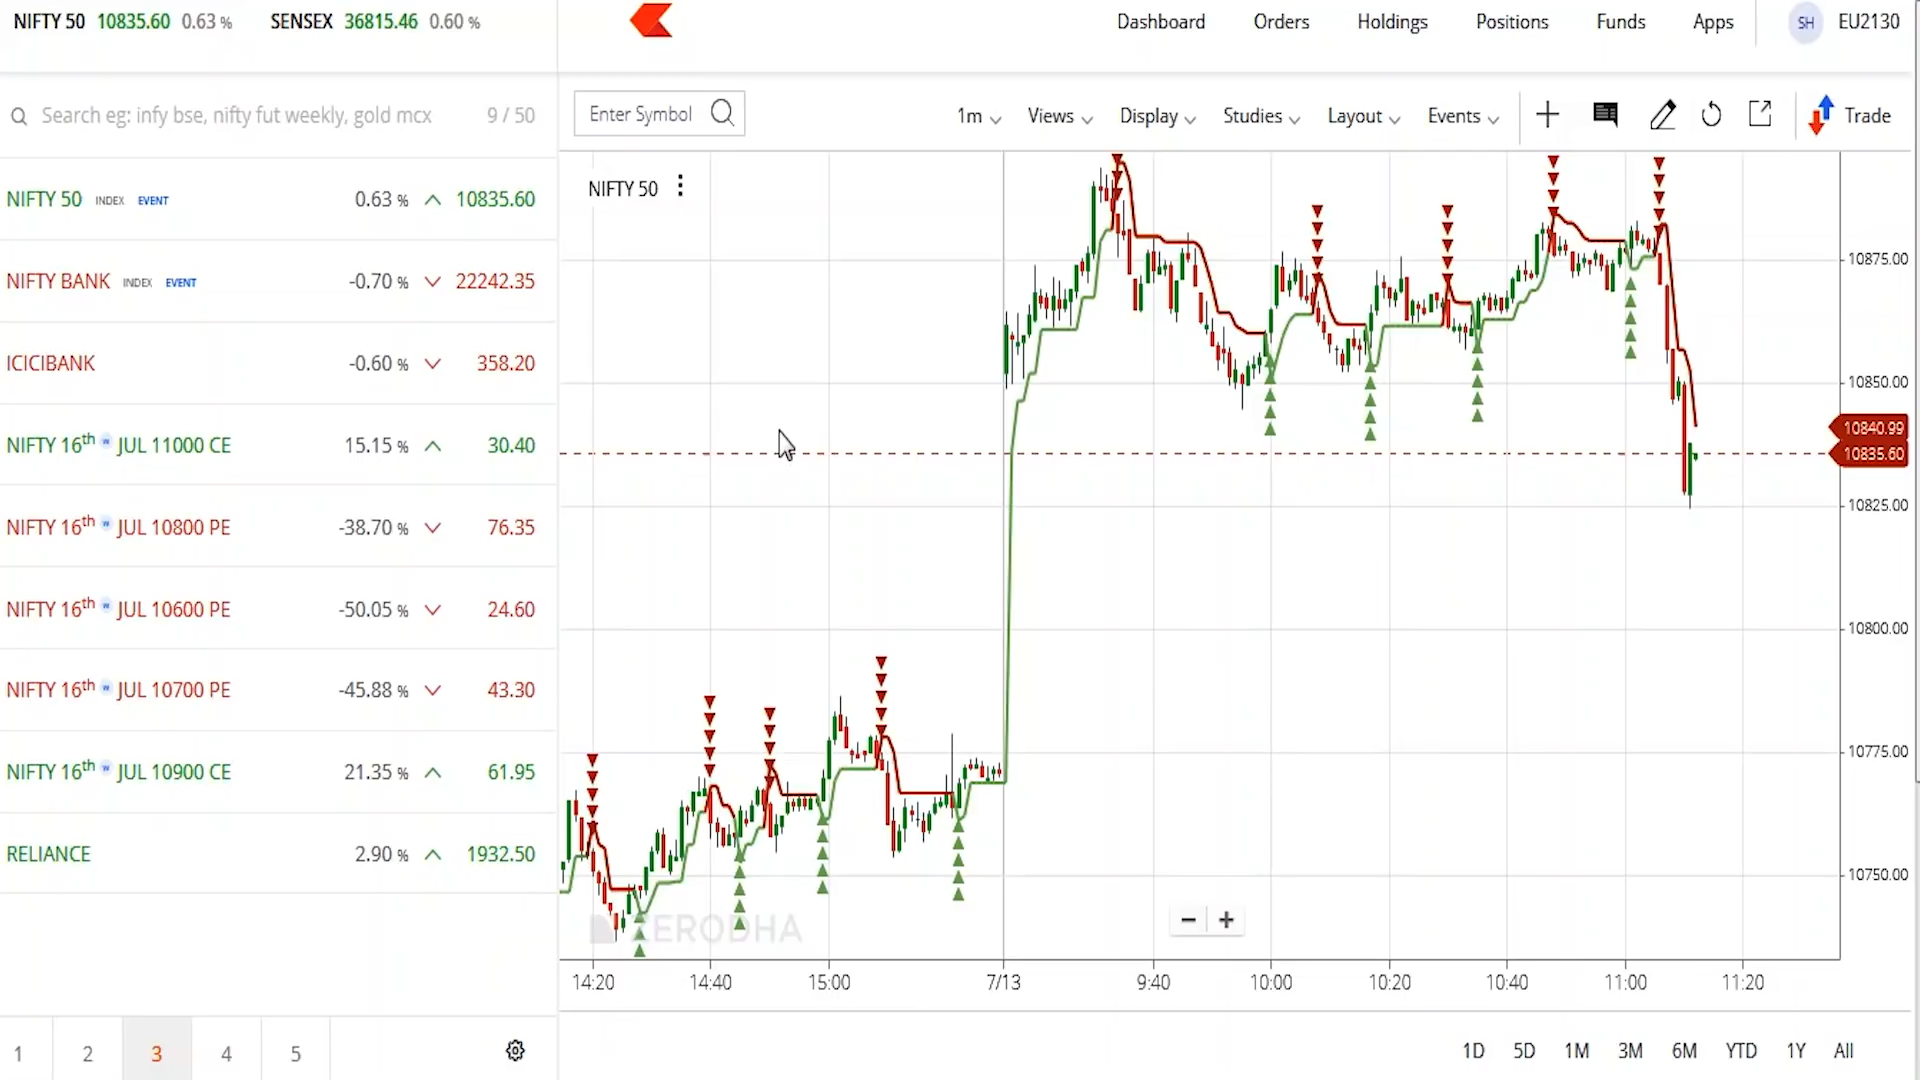 NIFTY 50 10835.60 0.63 % SENSEX 36815.46 0.60 %
Dashboard Orders Holdings Positions Funds Apps SH EU2130
Search eg: infy bse, nifty fut weekly, gold mcx 9 / 50
Enter Symbol 1m Views Display Studies Layout Events Trade
NIFTY 50 INDEX EVENT 0.63 % 10835.60
NIFTY BANK INDEX EVENT -0.70 % 22242.35
ICICIBANK -0.60 % 358.20
NIFTY 16th w JUL 11000 CE 15.15 % 30.40
NIFTY 16th w JUL 10800 PE -38.70 % 76.35
NIFTY 16th w JUL 10600 PE -50.05 % 24.60
NIFTY 16th w JUL 10700 PE -45.88 % 43.30
NIFTY 16th w JUL 10900 CE 21.35 % 61.95
RELIANCE 2.90 % 1932.50
1 2 3 4 5
NIFTY 50
10875.00
10850.00
10840.99
10835.60
10825.00
10800.00
10775.00
10750.00
ZERODHA
14:20 14:40 15:00 7/13 9:40 10:00 10:20 10:40 11:00 11:20
1D 5D 1M 3M 6M YTD 1Y All